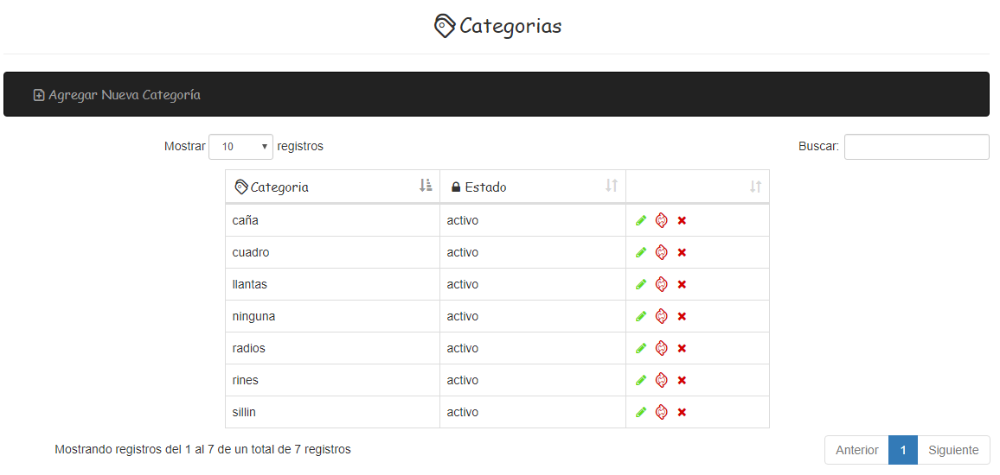 Categorias
Agregar Nueva Categoría
Mostrar 10 registros Buscar:
Categoria Estado
caña activo
cuadro activo
llantas activo
ninguna activo
radios activo
rines activo
sillin activo
Mostrando registros del 1 al 7 de un total de 7 registros Anterior 1 Siguiente